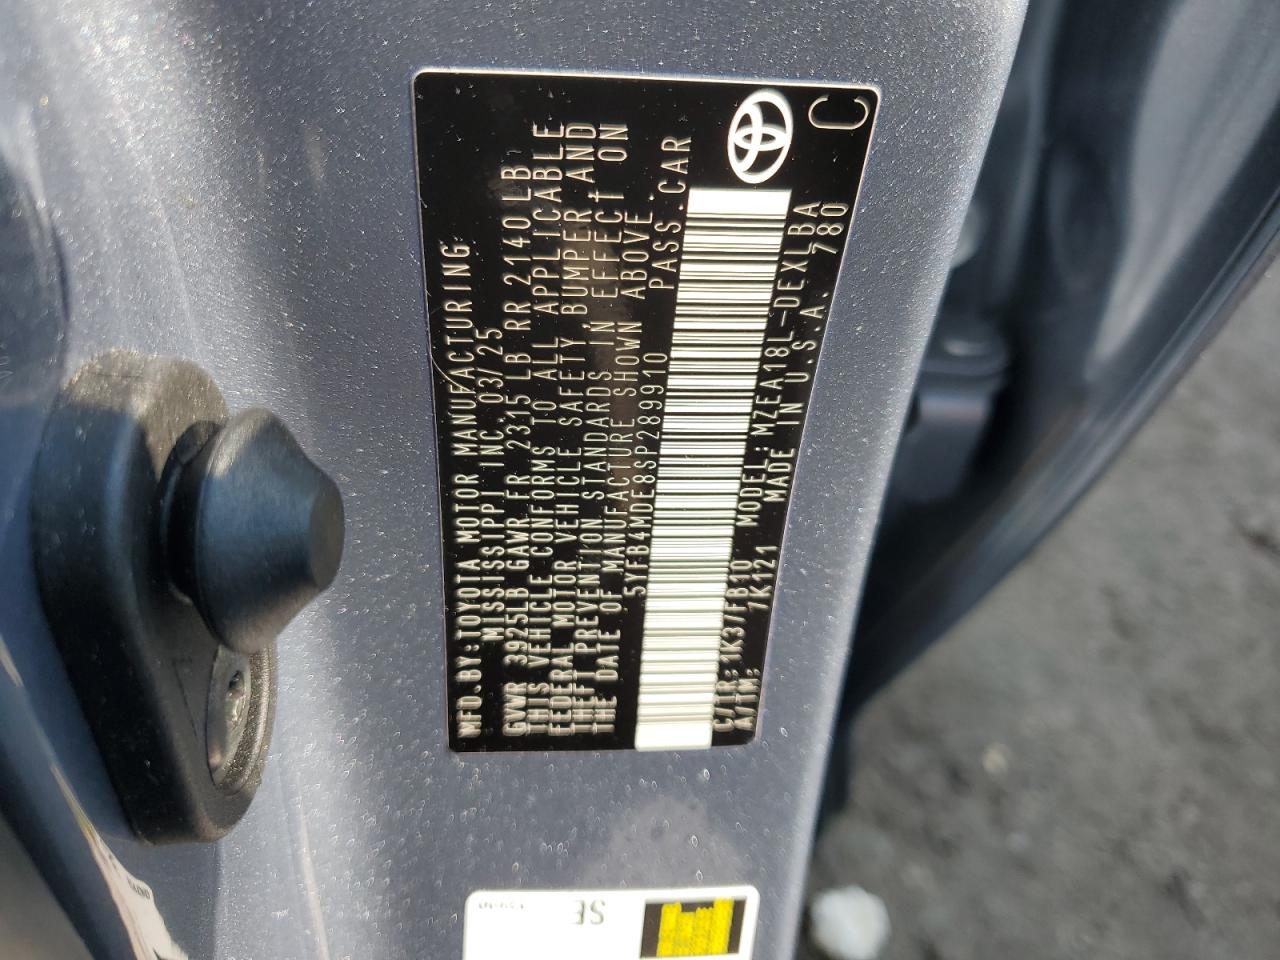 MFD.BY:TOYOTA MOTOR MANUFACTURING,
MISSISSIPPI INC. 03/25
GVWR 3925LB GAWR FR 2315 LB RR 2140 LB
THIS VEHICLE CONFORMS TO ALL APPLICABLE
FEDERAL MOTOR VEHICLE SAFETY, BUMPER, AND
THEFT PREVENTION STANDARDS IN EFFECT ON
THE DATE OF MANUFACTURE SHOWN ABOVE.
5YFB4MDE8SP289910 PASS.CAR
C/TR: 1K37FB10 MODEL: MZEA18L-DEXLBA
A/TM: 7K121 MADE IN U.S.A. 780
C
SE